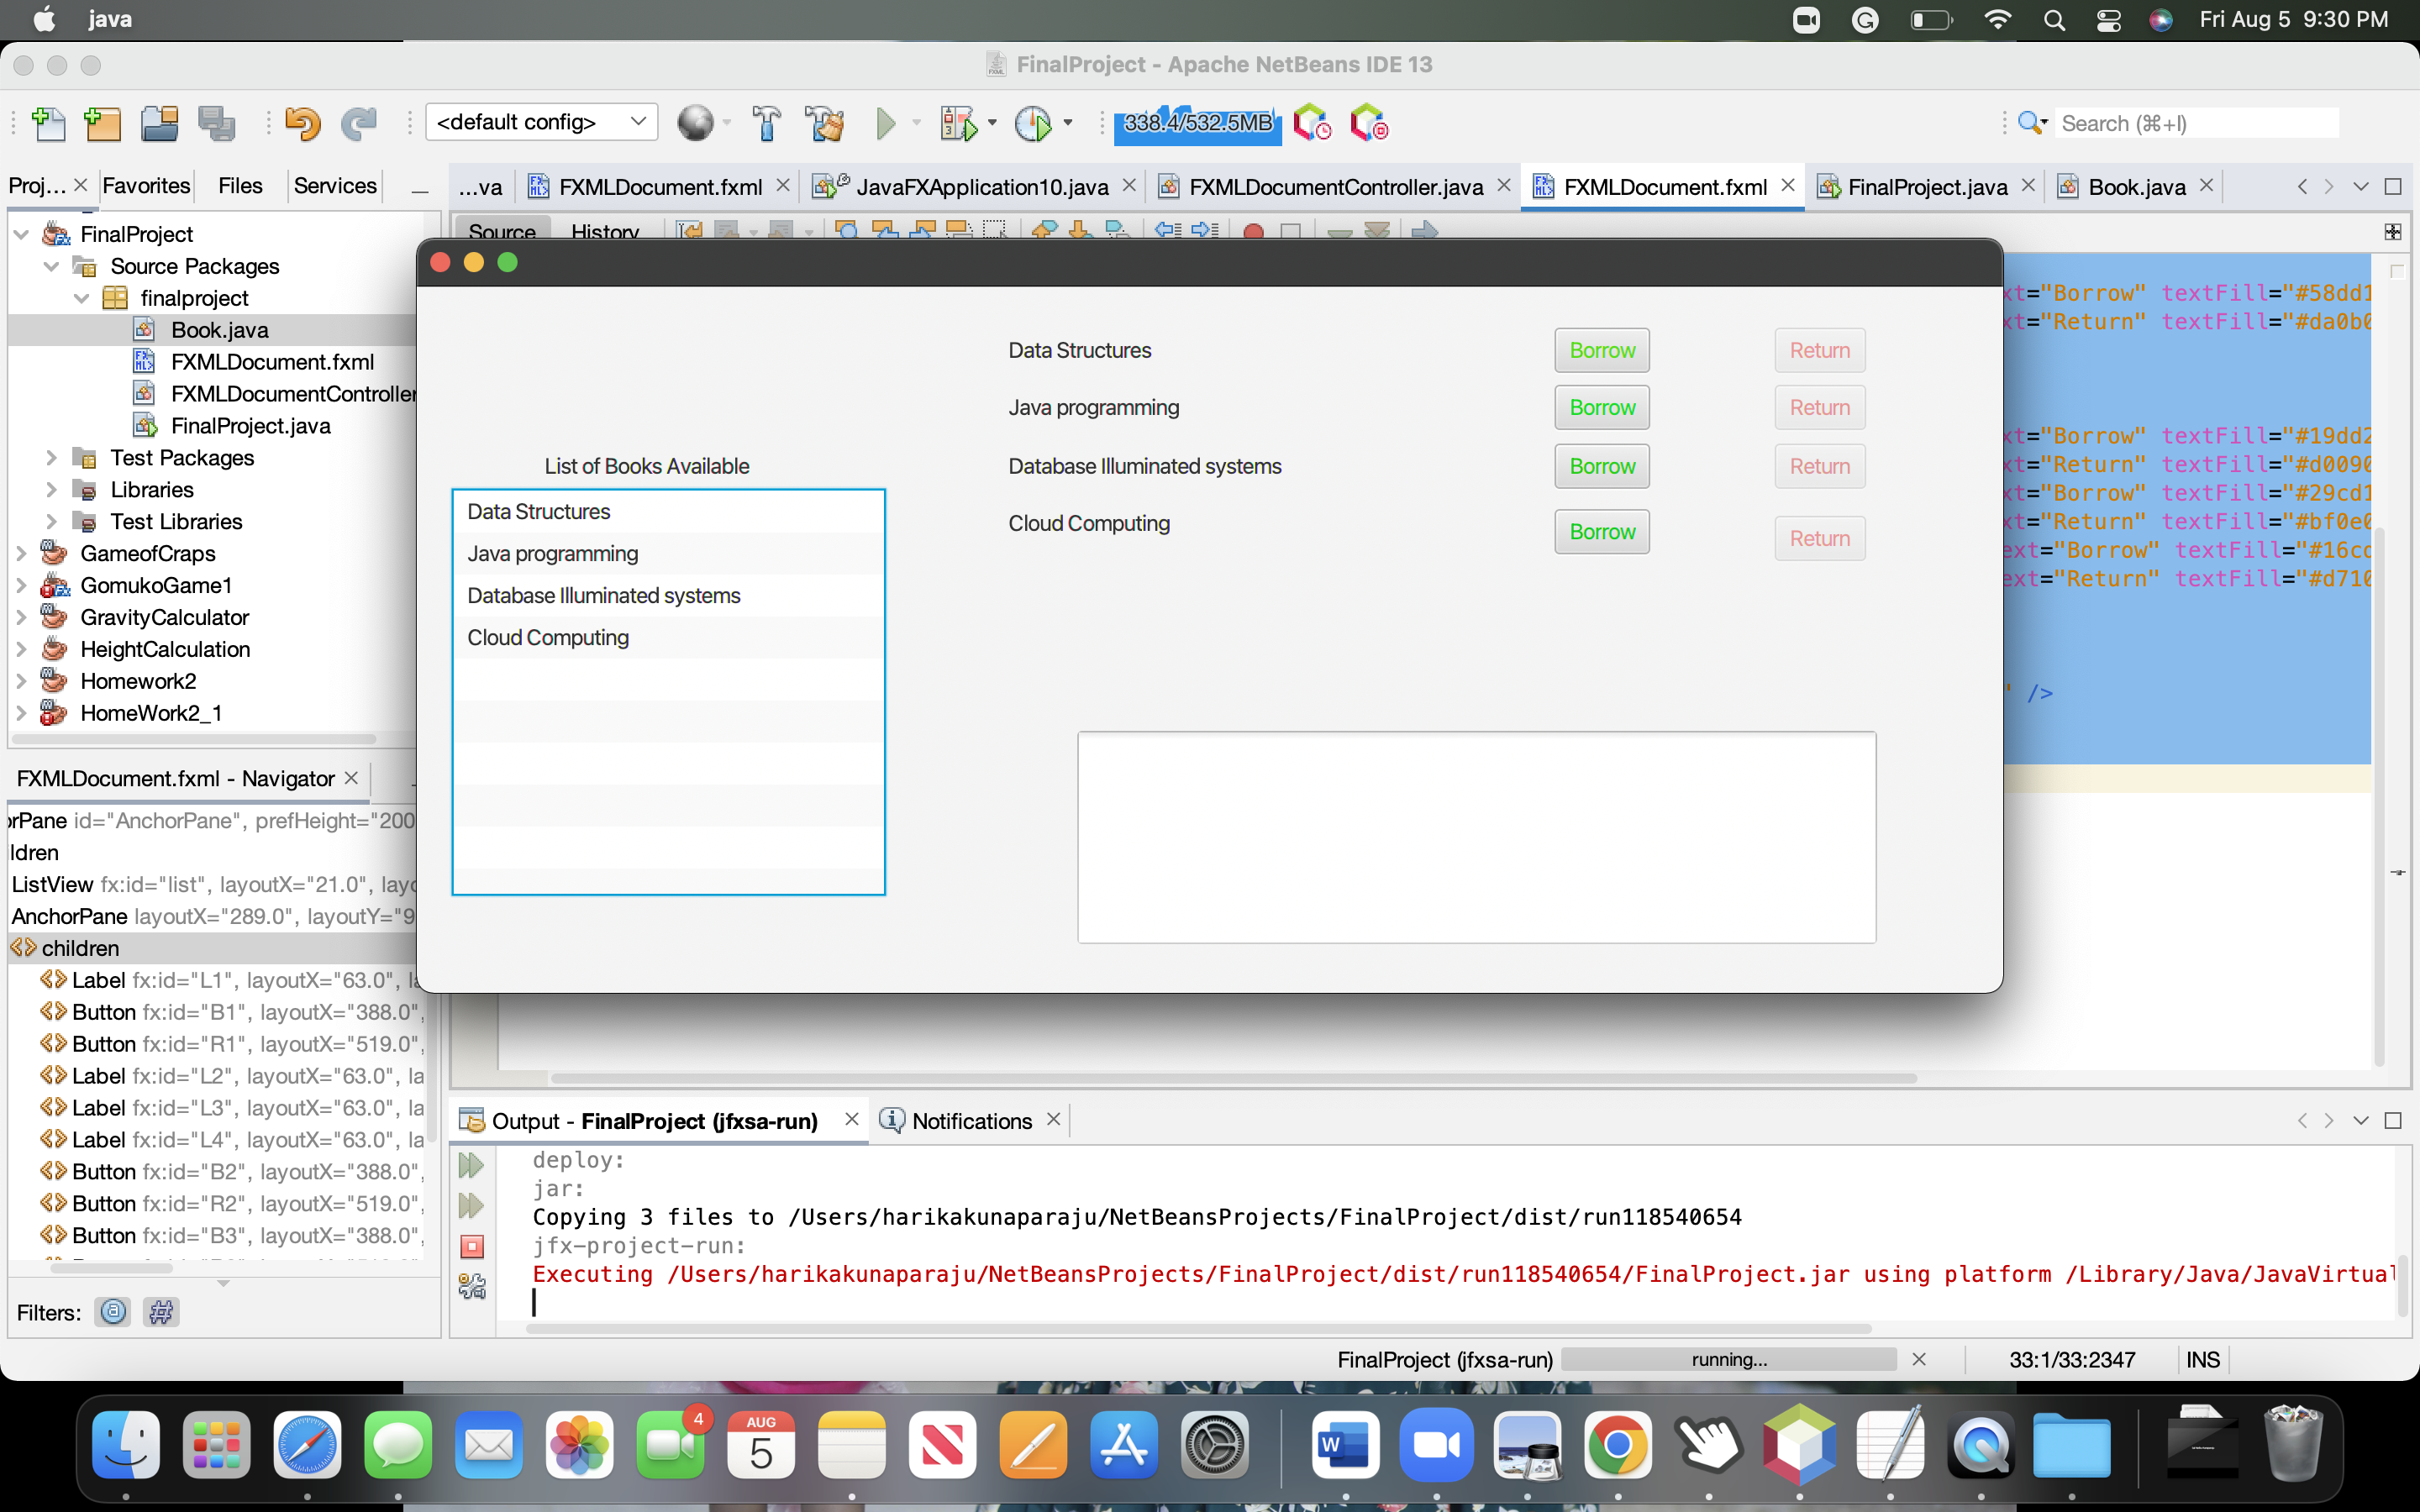 java
Fri Aug 5 9:30 PM
FinalProject - Apache NetBeans IDE 13
<default config>
338.4/532.5MB
Search (⌘+I)
Proj...
Favorites
Files
Services
...va
FXMLDocument.fxml
JavaFXApplication10.java
FXMLDocumentController.java
FXMLDocument.fxml
FinalProject.java
Book.java
Source
History
FinalProject
Source Packages
finalproject
Book.java
FXMLDocument.fxml
FXMLDocumentController
FinalProject.java
Test Packages
Libraries
Test Libraries
GameofCraps
GomukoGame1
GravityCalculator
HeightCalculation
Homework2
HomeWork2_1
List of Books Available
Data Structures
Java programming
Database Illuminated systems
Cloud Computing
Data Structures Borrow Return
Java programming Borrow Return
Database Illuminated systems Borrow Return
Cloud Computing Borrow Return
xt="Borrow" textFill="#58dd1
xt="Return" textFill="#da0b0
xt="Borrow" textFill="#19dd2
xt="Return" textFill="#d0090
xt="Borrow" textFill="#29cd1
xt="Return" textFill="#bf0e0
ext="Borrow" textFill="#16cc
ext="Return" textFill="#d710
" />
FXMLDocument.fxml - Navigator
orPane id="AnchorPane", prefHeight="200
ldren
ListView fx:id="list", layoutX="21.0", layo
AnchorPane layoutX="289.0", layoutY="9
children
Label fx:id="L1", layoutX="63.0", la
Button fx:id="B1", layoutX="388.0",
Button fx:id="R1", layoutX="519.0",
Label fx:id="L2", layoutX="63.0", la
Label fx:id="L3", layoutX="63.0", la
Label fx:id="L4", layoutX="63.0", la
Button fx:id="B2", layoutX="388.0",
Button fx:id="R2", layoutX="519.0",
Button fx:id="B3", layoutX="388.0",
Filters:
Output - FinalProject (jfxsa-run)
Notifications
deploy:
jar:
Copying 3 files to /Users/harikakunaparaju/NetBeansProjects/FinalProject/dist/run118540654
jfx-project-run:
Executing /Users/harikakunaparaju/NetBeansProjects/FinalProject/dist/run118540654/FinalProject.jar using platform /Library/Java/JavaVirtual
FinalProject (jfxsa-run)
running...
33:1/33:2347
INS
4
AUG
5
W